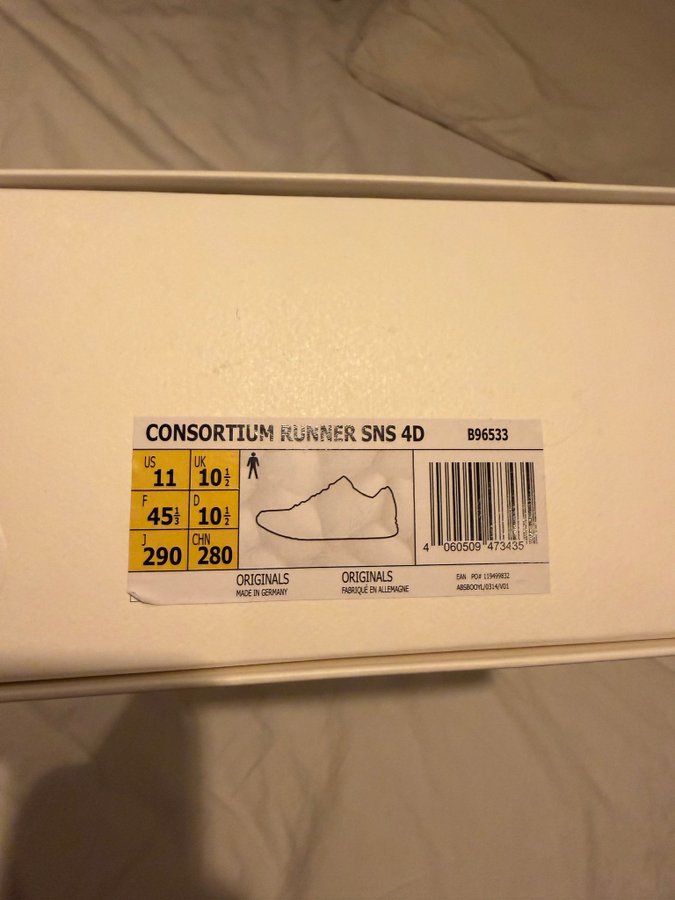 CONSORTIUM RUNNER SNS 4D B96533
US 11 UK 10½
F 45⅓ D 10½
J 290 CHN 280
4 060509 473435
ORIGINALS ORIGINALS
MADE IN GERMANY FABRIQUÉ EN ALLEMAGNE
EAN PO# 119499832
ABSBOOYL/0314/V01